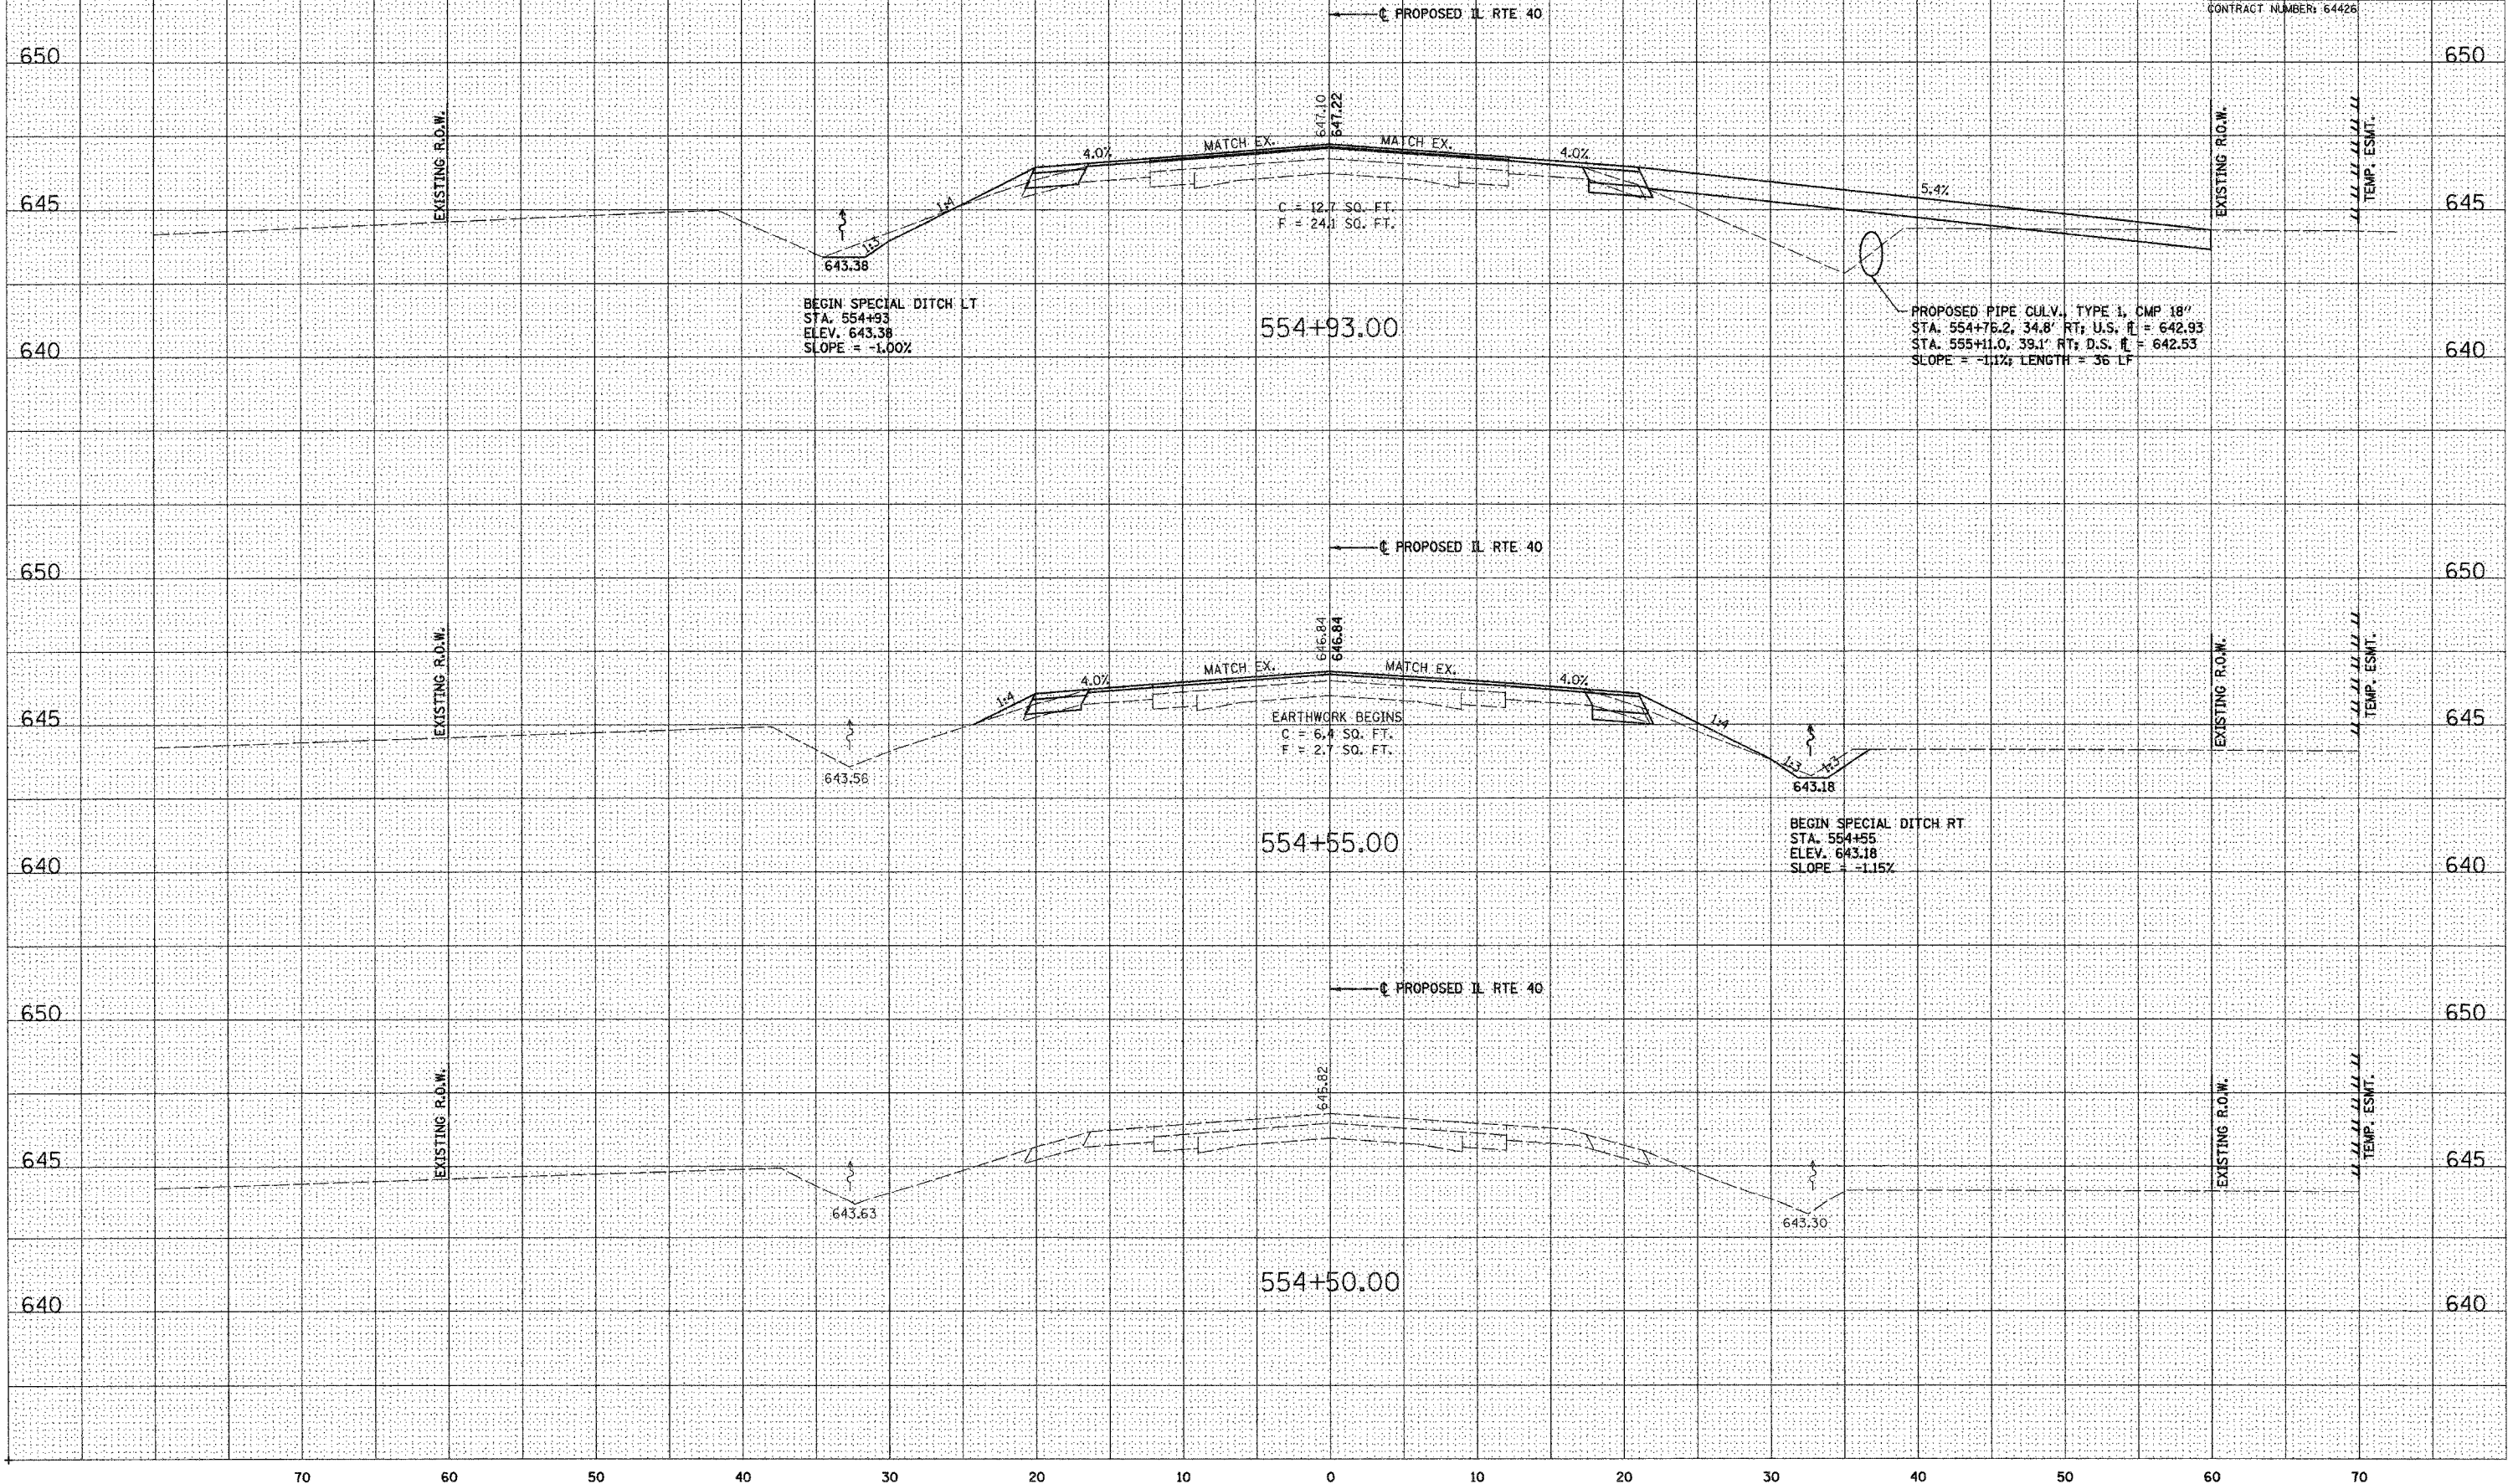 ℄ PROPOSED IL RTE 40
CONTRACT NUMBER: 64426
650
650
EXISTING R.O.W.
647.10
647.22
EXISTING R.O.W.
TEMP. ESMT.
4.0%
MATCH EX.
MATCH EX.
4.0%
5.4%
645
645
1:4
C = 12.7 SQ. FT.
F = 24.1 SQ. FT.
1:3
643.38
BEGIN SPECIAL DITCH LT
STA. 554+93
ELEV. 643.38
SLOPE = -1.00%
554+93.00
PROPOSED PIPE CULV., TYPE 1, CMP 18"
STA. 554+76.2, 34.8' RT; U.S. FL = 642.93
STA. 555+11.0, 39.1' RT; D.S. FL = 642.53
SLOPE = -1.1%; LENGTH = 36 LF
640
640
℄ PROPOSED IL RTE 40
650
650
EXISTING R.O.W.
646.84
646.84
EXISTING R.O.W.
TEMP. ESMT.
1:4
4.0%
MATCH EX.
MATCH EX.
4.0%
645
645
EARTHWORK BEGINS
C = 6.4 SQ. FT.
F = 2.7 SQ. FT.
1:4
643.58
1:3
1:3
643.18
BEGIN SPECIAL DITCH RT
STA. 554+55
ELEV. 643.18
SLOPE = -1.15%
554+55.00
640
640
℄ PROPOSED IL RTE 40
650
650
EXISTING R.O.W.
646.82
EXISTING R.O.W.
TEMP. ESMT.
645
645
643.63
643.30
554+50.00
640
640
70 60 50 40 30 20 10 0 10 20 30 40 50 60 70